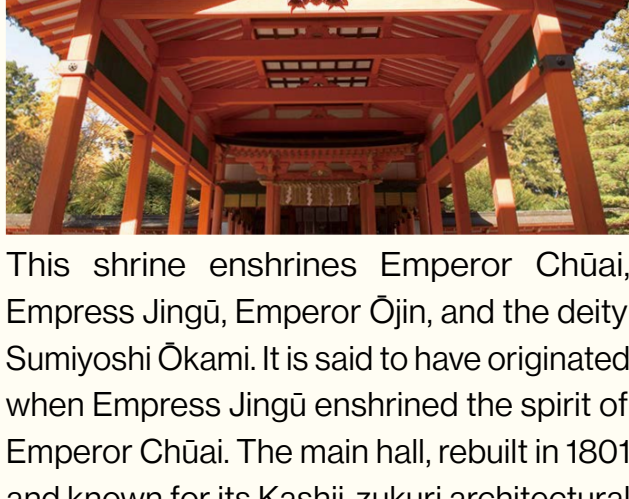 This shrine enshrines Emperor Chūai,
Empress Jingū, Emperor Ōjin, and the deity
Sumiyoshi Ōkami. It is said to have originated
when Empress Jingū enshrined the spirit of
Emperor Chūai. The main hall, rebuilt in 1801
and known for its Kashii-zukuri architectural